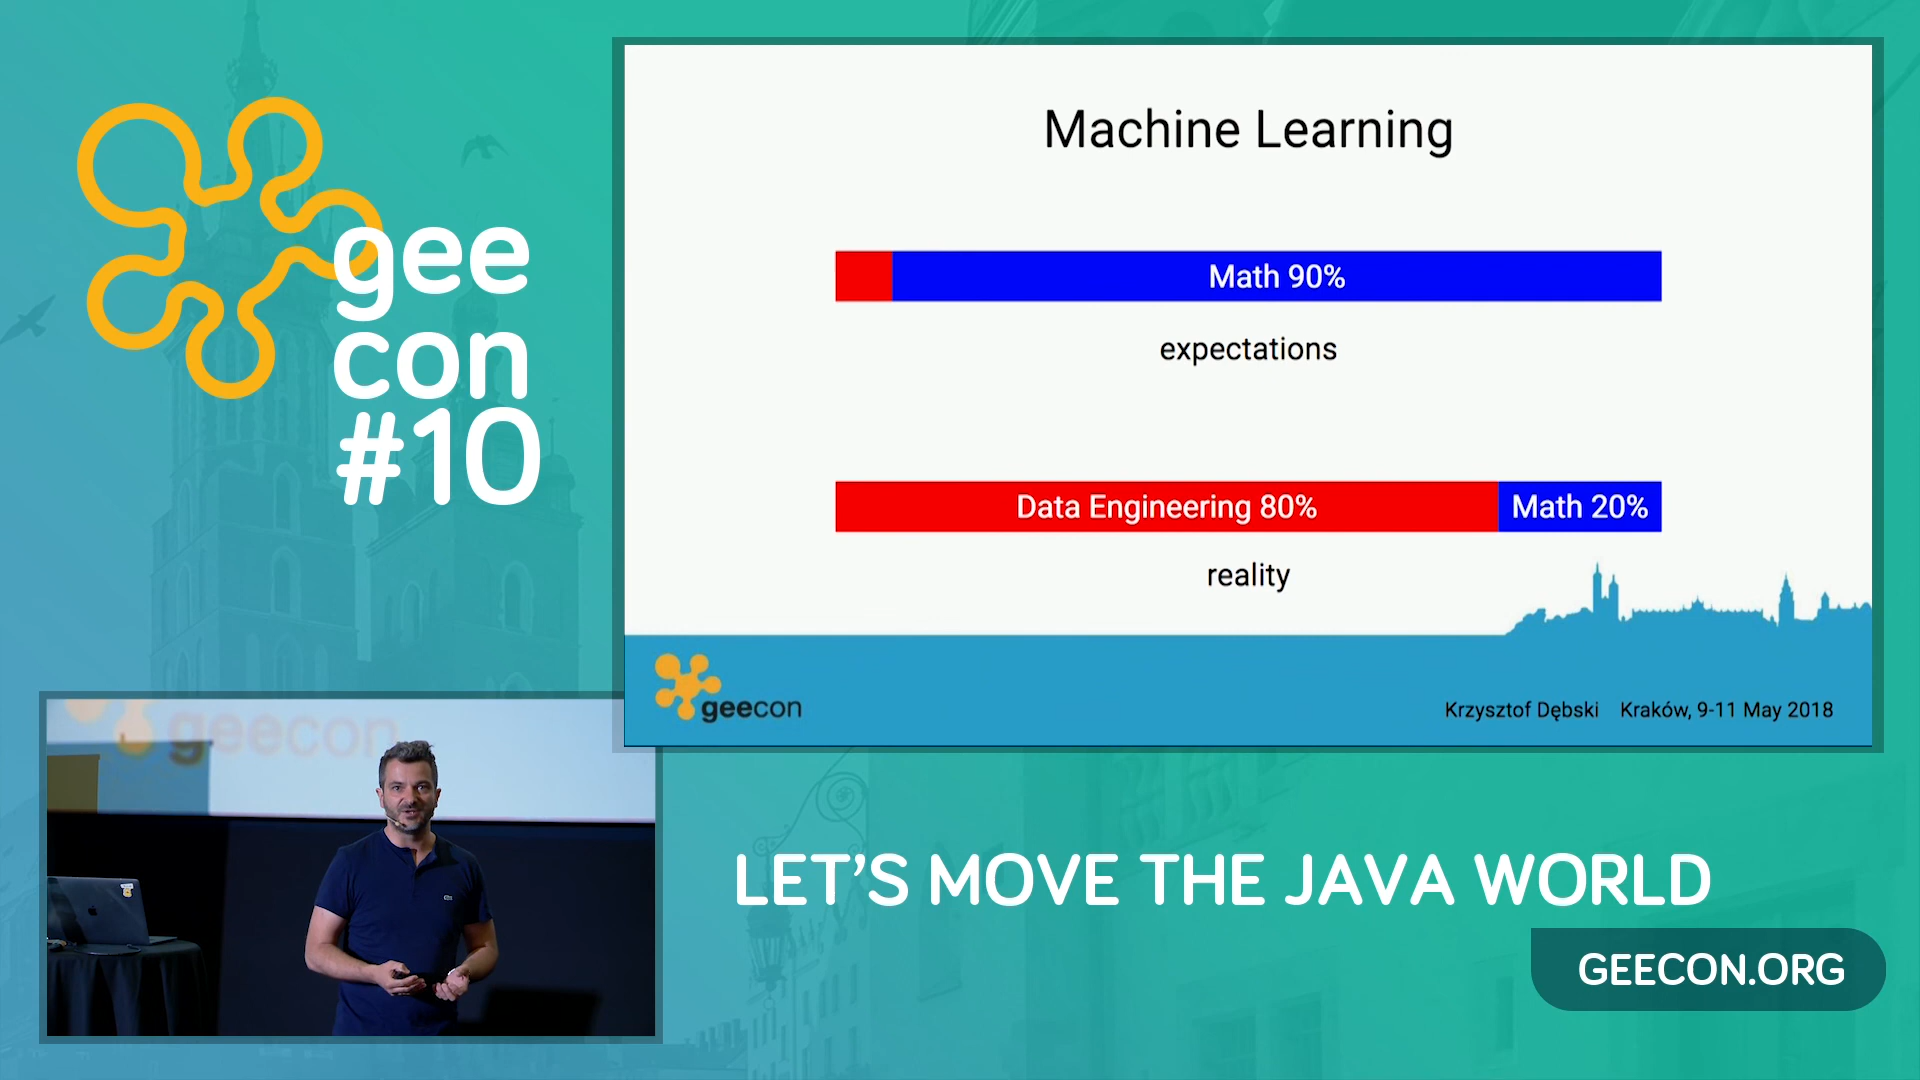 gee
con
#10
Machine Learning
Math 90%
expectations
Data Engineering 80%
Math 20%
reality
geecon
Krzysztof Dębski Kraków, 9-11 May 2018
geecon
LET'S MOVE THE JAVA WORLD
GEECON.ORG